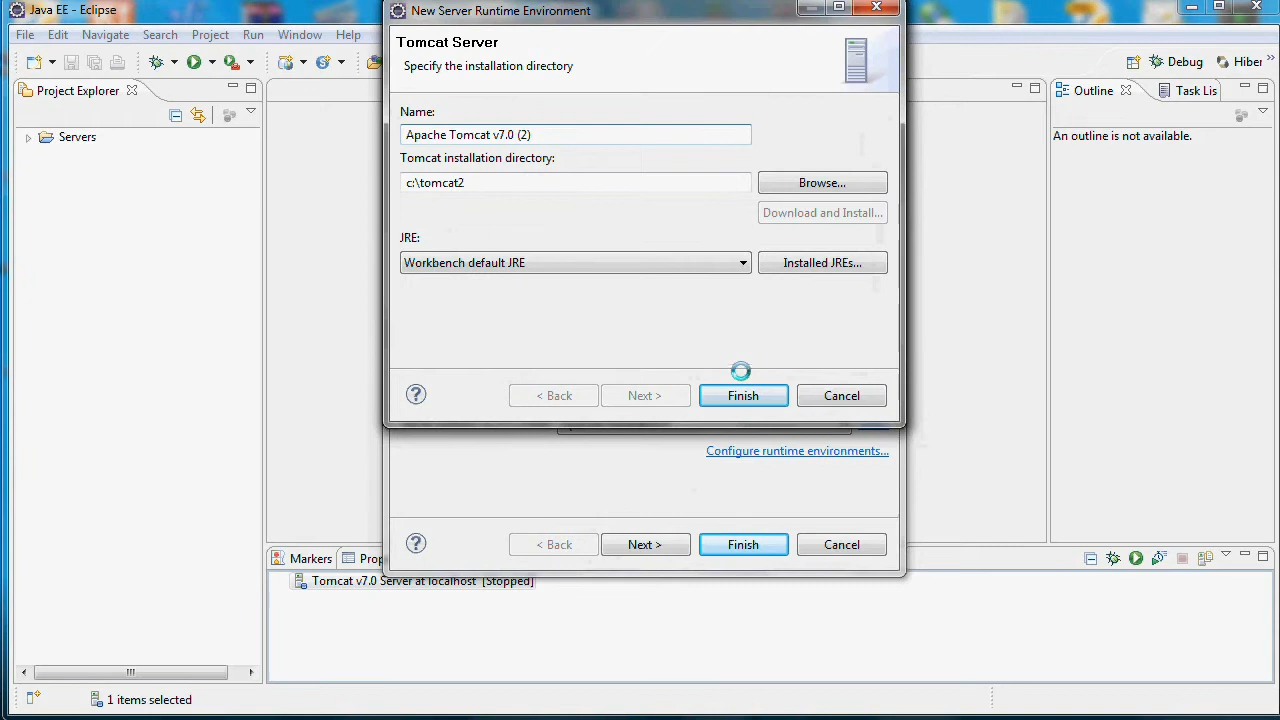 Java EE - Eclipse
New Server Runtime Environment
File Edit Navigate Search Project Run Window Help
Tomcat Server
Specify the installation directory
Debug Hiber
Project Explorer
Outline Task Lis
Name:
Apache Tomcat v7.0 (2)
Servers
An outline is not available.
Tomcat installation directory:
c:\tomcat2
Browse...
Download and Install...
JRE:
Workbench default JRE
Installed JREs...
< Back Next > Finish Cancel
Configure runtime environments...
< Back Next > Finish Cancel
Markers Prop
Tomcat v7.0 Server at localhost [Stopped]
1 items selected